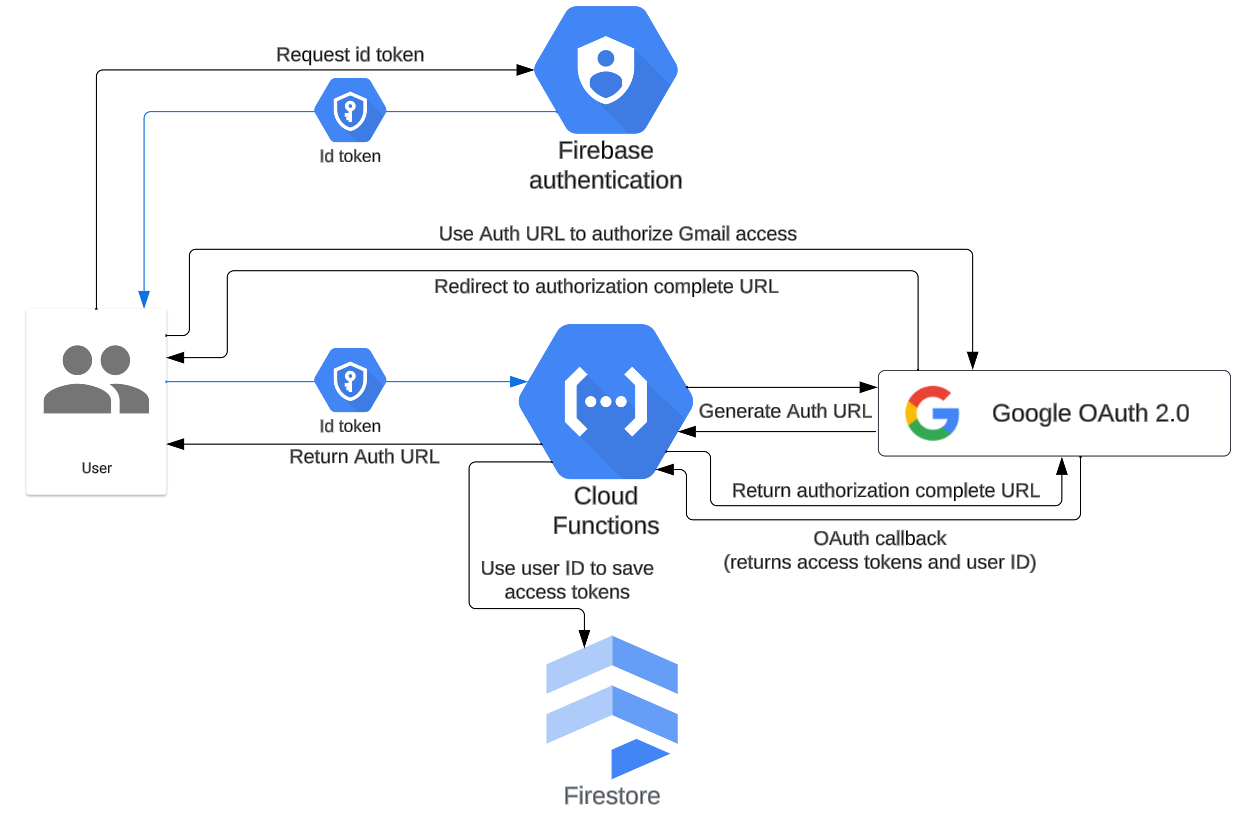 Request id token
Id token
Firebase
authentication
Use Auth URL to authorize Gmail access
Redirect to authorization complete URL
User
Id token
Return Auth URL
Cloud
Functions
Generate Auth URL
Google OAuth 2.0
Return authorization complete URL
OAuth callback
(returns access tokens and user ID)
Use user ID to save
access tokens
Firestore